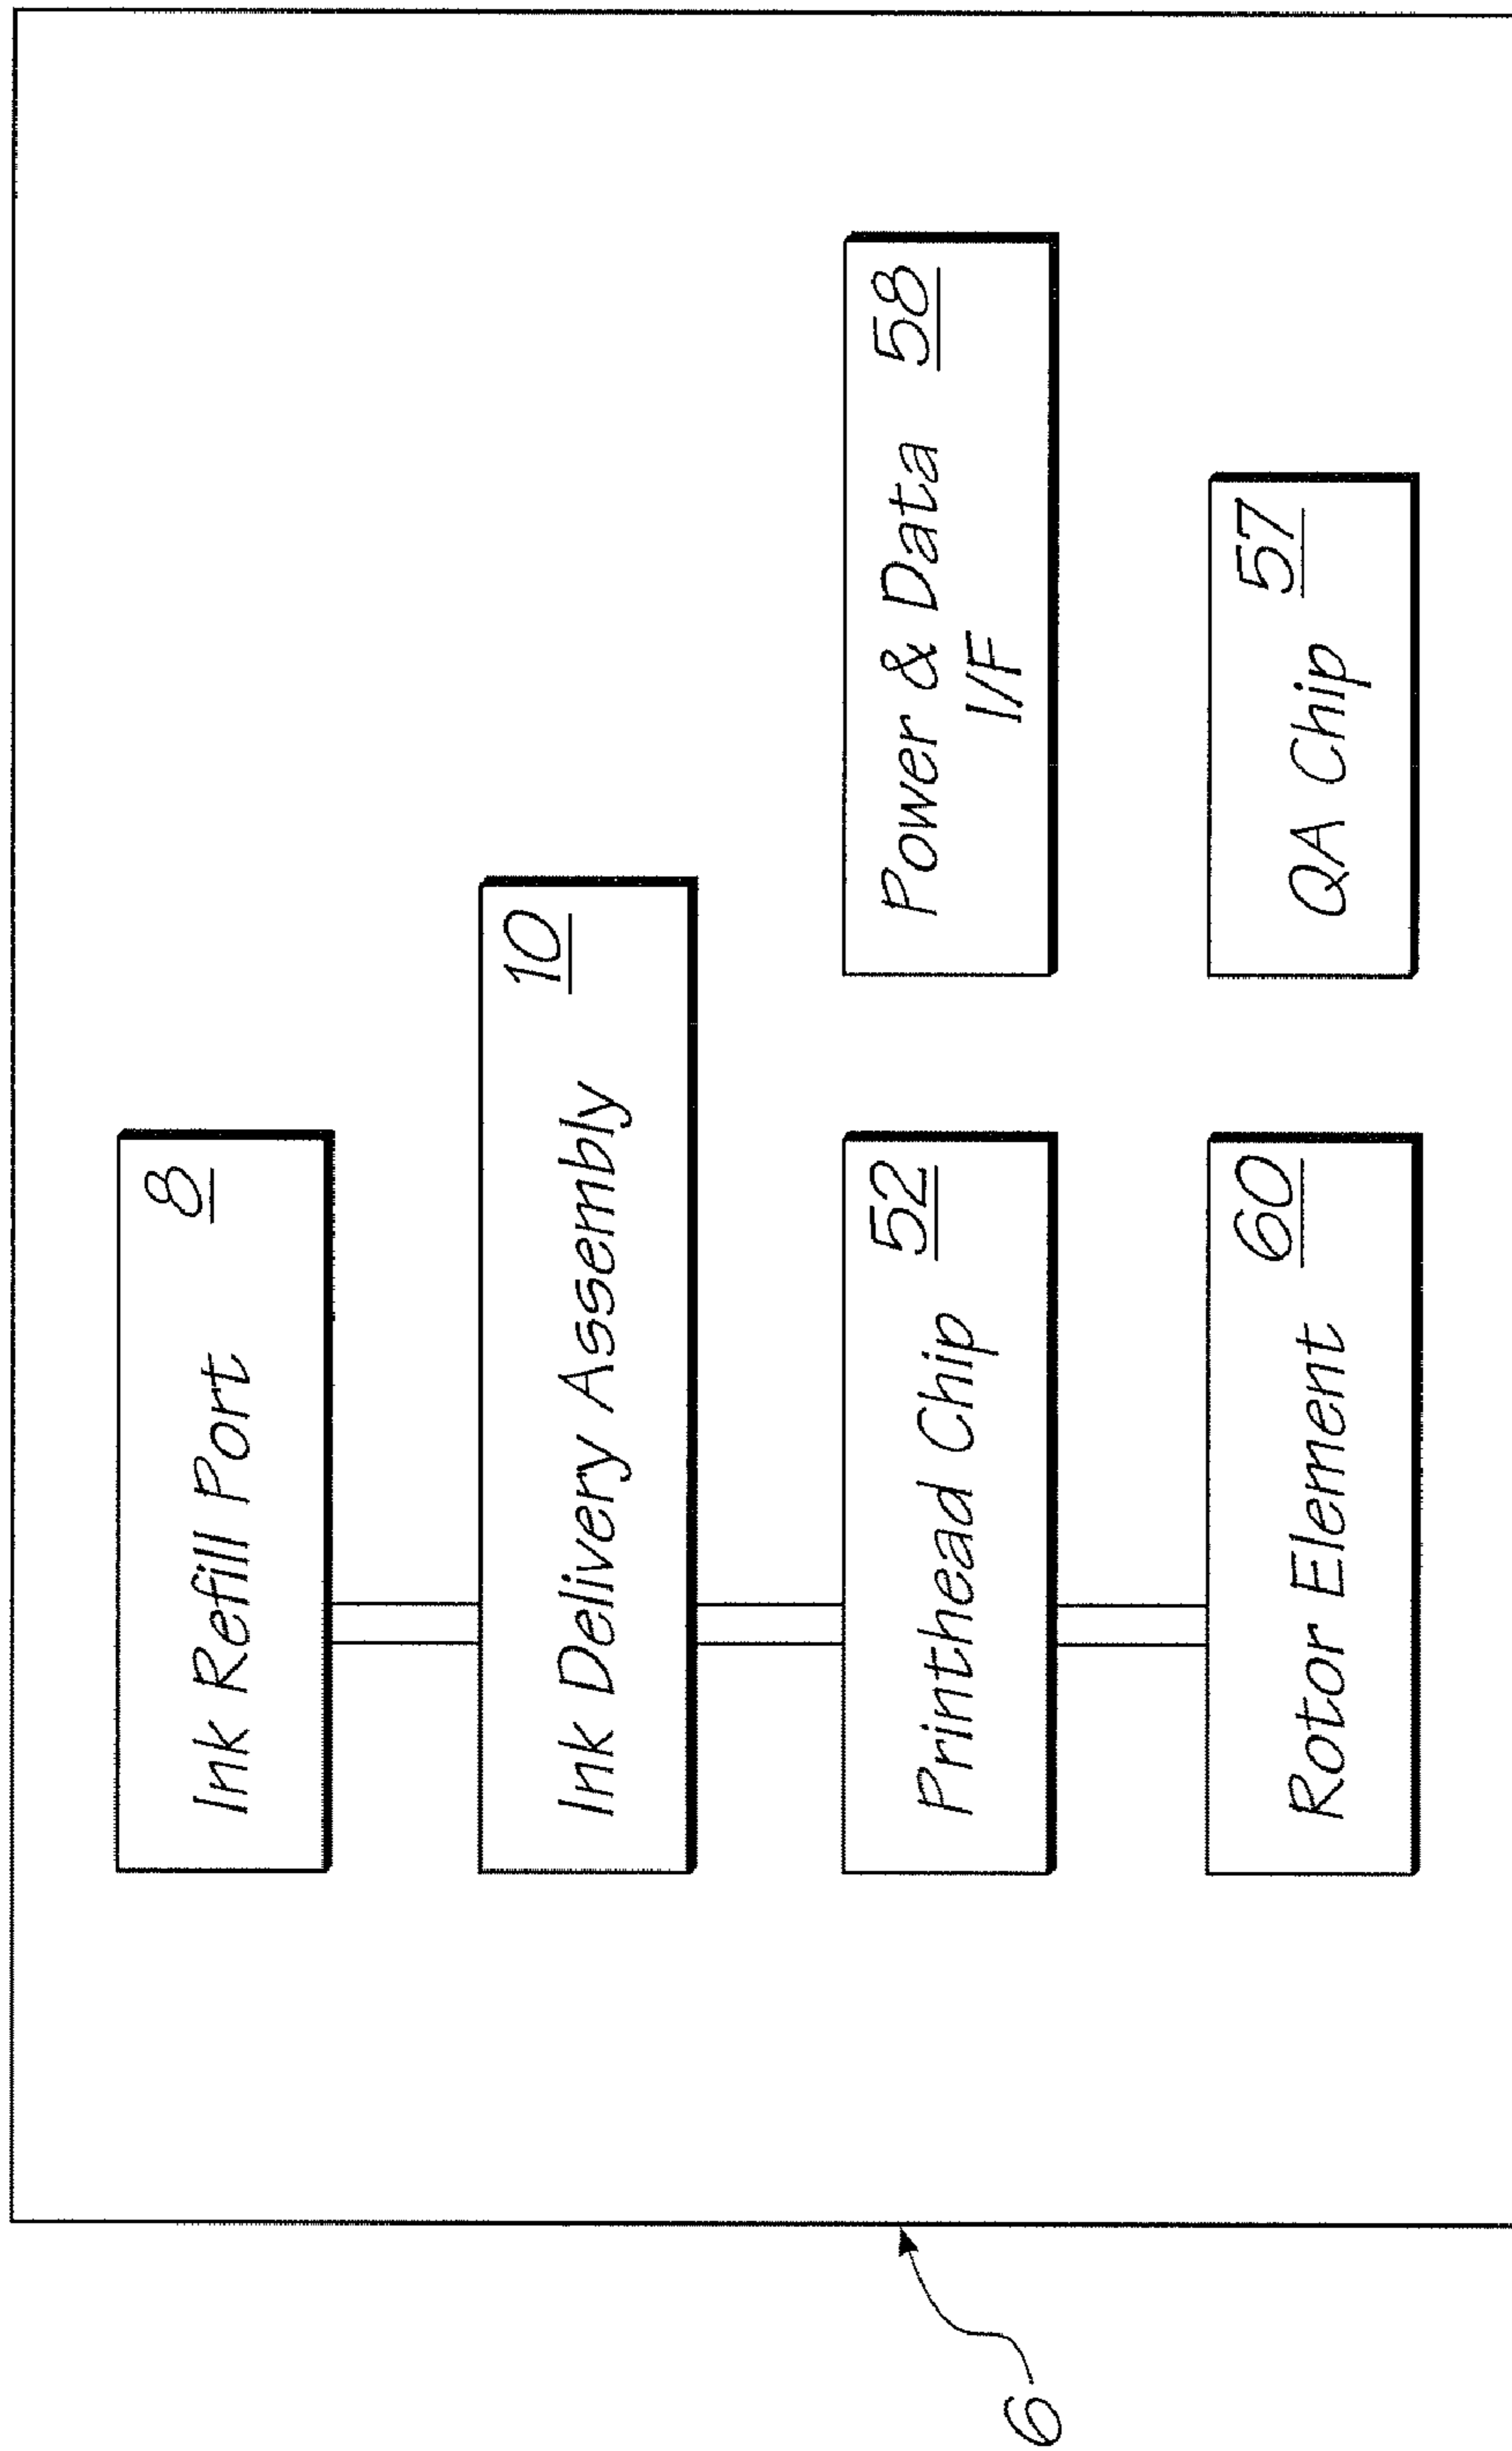 Ink Refill Port 8
Ink Delivery Assembly 10
Printhead Chip 52
Power & Data 58
I/F
Rotor Element 60
QA Chip 57
6